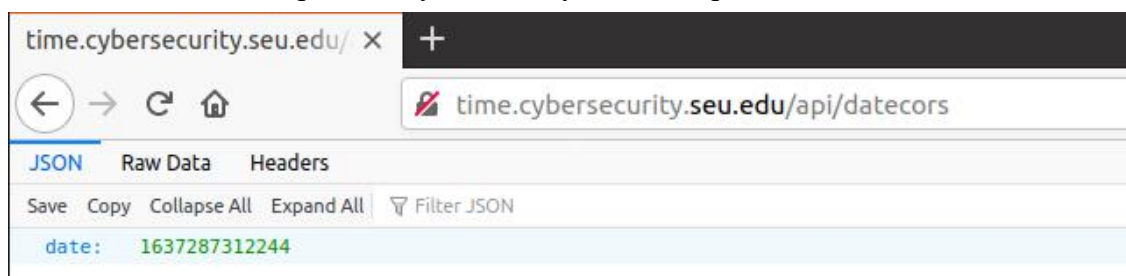 time.cybersecurity.seu.edu/
time.cybersecurity.seu.edu/api/datecors
JSON Raw Data Headers
Save Copy Collapse All Expand All Filter JSON
date: 1637287312244